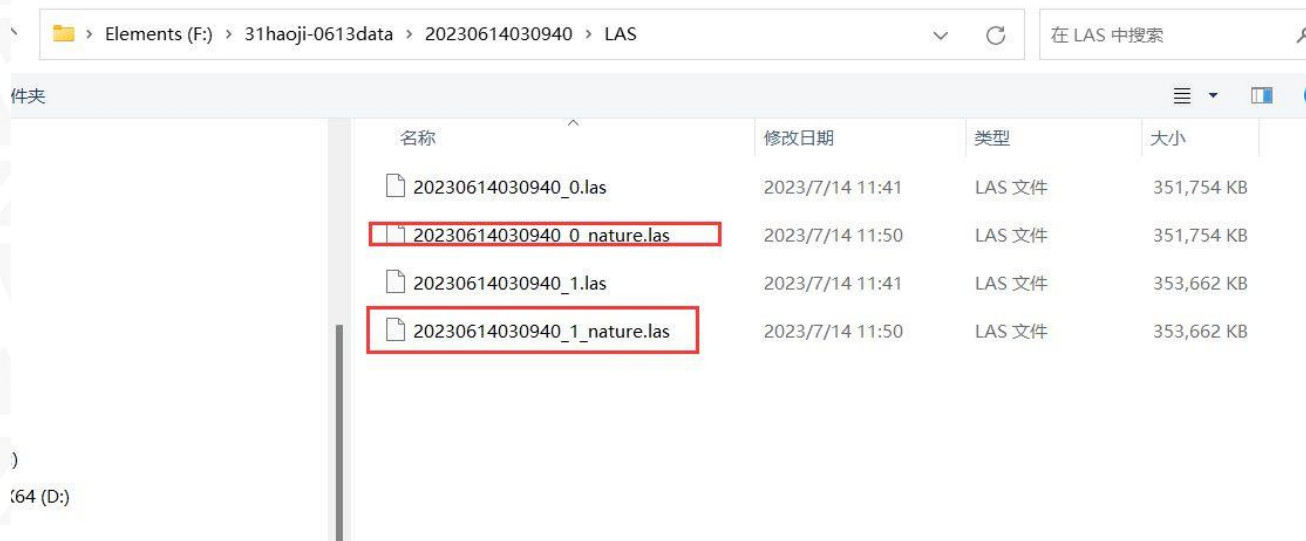 Elements (F:) › 31haoji-0613data › 20230614030940 › LAS
在 LAS 中搜索
件夹
名称 修改日期 类型 大小
20230614030940_0.las 2023/7/14 11:41 LAS 文件 351,754 KB
20230614030940_0_nature.las 2023/7/14 11:50 LAS 文件 351,754 KB
20230614030940_1.las 2023/7/14 11:41 LAS 文件 353,662 KB
20230614030940_1_nature.las 2023/7/14 11:50 LAS 文件 353,662 KB
)
64 (D:)